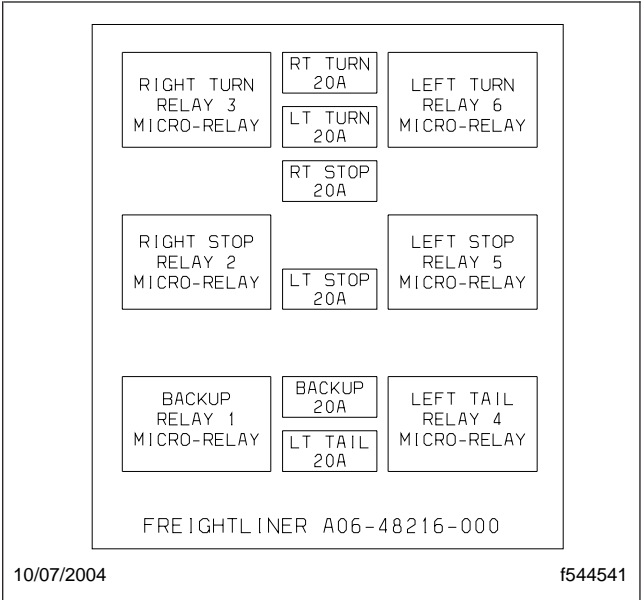 RIGHT TURN
RELAY 3
MICRO-RELAY
RT TURN
20A
LT TURN
20A
RT STOP
20A
LEFT TURN
RELAY 6
MICRO-RELAY
RIGHT STOP
RELAY 2
MICRO-RELAY
LT STOP
20A
LEFT STOP
RELAY 5
MICRO-RELAY
BACKUP
RELAY 1
MICRO-RELAY
BACKUP
20A
LT TAIL
20A
LEFT TAIL
RELAY 4
MICRO-RELAY
FREIGHTLINER A06-48216-000
10/07/2004
f544541